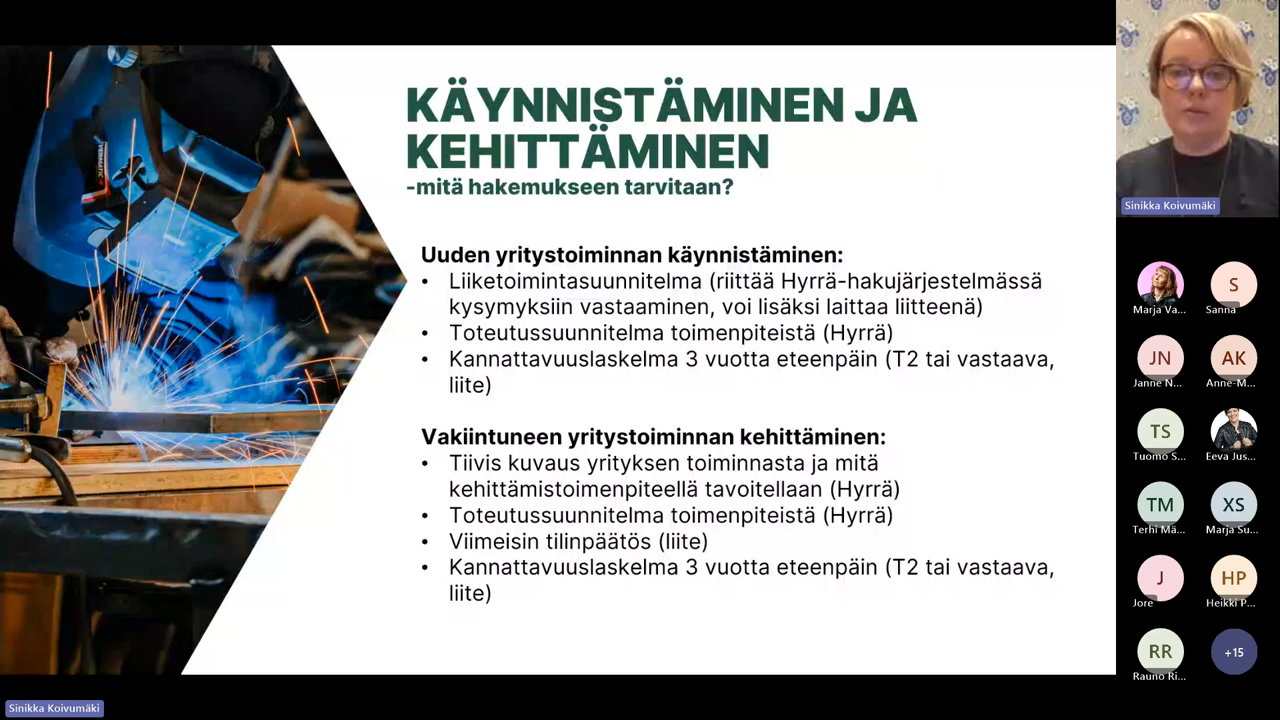 KÄYNNISTÄMINEN JA
KEHITTÄMINEN
-mitä hakemukseen tarvitaan?
Uuden yritystoiminnan käynnistäminen:
• Liiketoimintasuunnitelma (riittää Hyrrä-hakujärjestelmässä
kysymyksiin vastaaminen, voi lisäksi laittaa liitteenä)
• Toteutussuunnitelma toimenpiteistä (Hyrrä)
• Kannattavuuslaskelma 3 vuotta eteenpäin (T2 tai vastaava,
liite)
Vakiintuneen yritystoiminnan kehittäminen:
• Tiivis kuvaus yrityksen toiminnasta ja mitä
kehittämistoimenpiteellä tavoitellaan (Hyrrä)
• Toteutussuunnitelma toimenpiteistä (Hyrrä)
• Viimeisin tilinpäätös (liite)
• Kannattavuuslaskelma 3 vuotta eteenpäin (T2 tai vastaava,
liite)
Sinikka Koivumäki
Marja Va...
S
Sanna
JN
Janne N...
AK
Anne-M...
TS
Tuomo S...
Eeva Jus...
TM
Terhi Mä...
XS
Marja Su...
J
Jore
HP
Heikki P...
RR
Rauno Ri...
+15
Sinikka Koivumäki